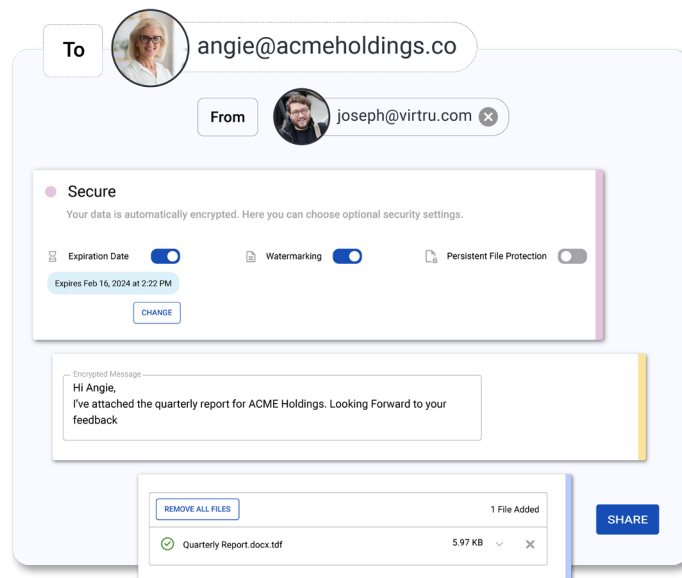 To
angie@acmeholdings.co
From
joseph@virtru.com
Secure
Your data is automatically encrypted. Here you can choose optional security settings.
Expiration Date
Watermarking
Persistent File Protection
Expires Feb 16, 2024 at 2:22 PM
CHANGE
Encrypted Message
Hi Angie,
I've attached the quarterly report for ACME Holdings. Looking Forward to your
feedback
REMOVE ALL FILES
1 File Added
Quarterly Report.docx.tdf
5.97 KB
SHARE